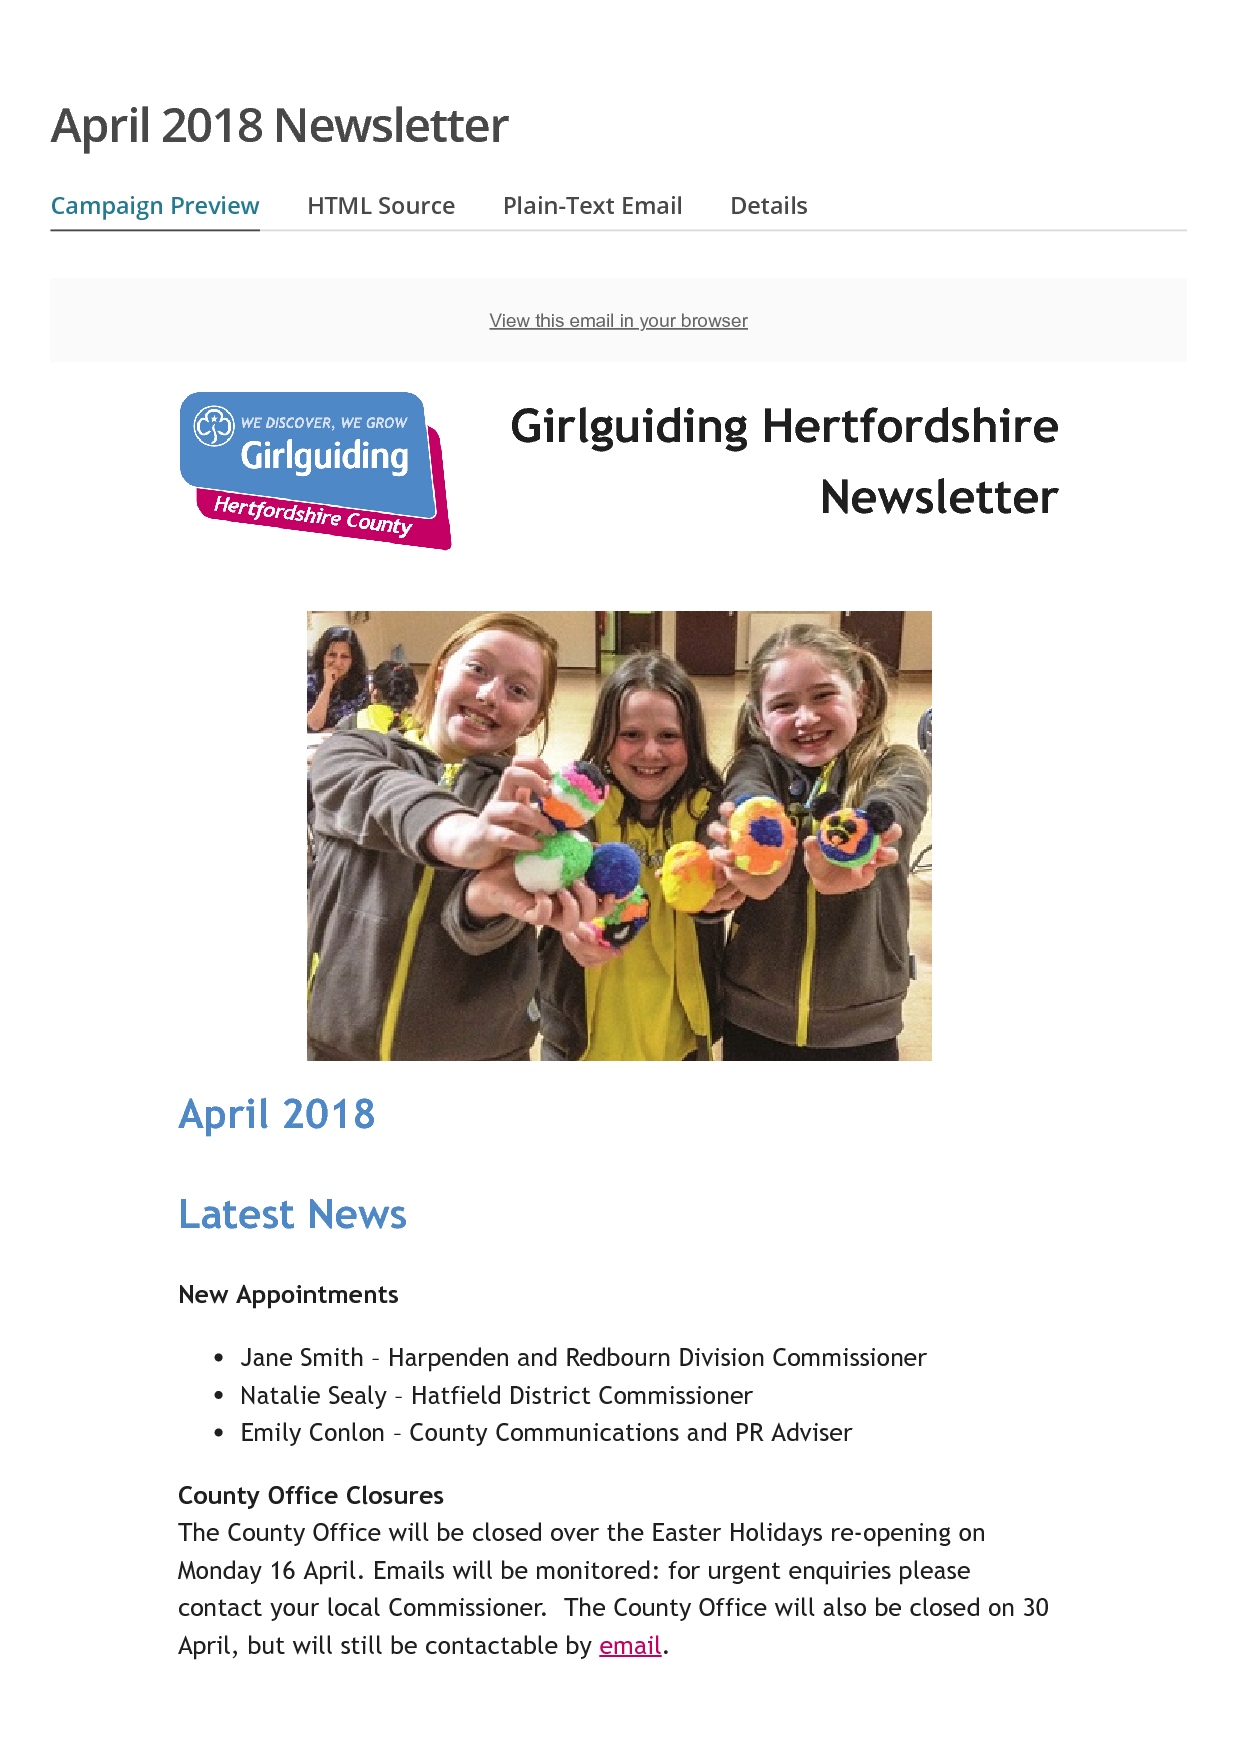 April 2018 Newsletter
Campaign Preview HTML Source Plain-Text Email Details
View this email in your browser
WE DISCOVER, WE GROW
Girlguiding
Hertfordshire County
Girlguiding Hertfordshire
Newsletter
April 2018
Latest News
New Appointments
• Jane Smith – Harpenden and Redbourn Division Commissioner
• Natalie Sealy – Hatfield District Commissioner
• Emily Conlon – County Communications and PR Adviser
County Office Closures
The County Office will be closed over the Easter Holidays re-opening on
Monday 16 April. Emails will be monitored: for urgent enquiries please
contact your local Commissioner.  The County Office will also be closed on 30
April, but will still be contactable by email.